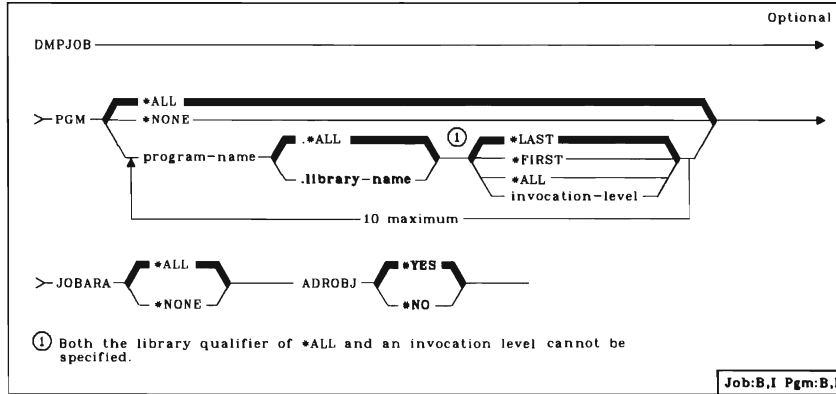 Optional
DMPJOB
*ALL
PGM *NONE
program-name .*ALL ① *LAST
.library-name *FIRST
*ALL
invocation-level
10 maximum
*ALL *YES
JOBARA ADROBJ
*NONE *NO
① Both the library qualifier of *ALL and an invocation level cannot be
specified.
Job:B,I Pgm:B,